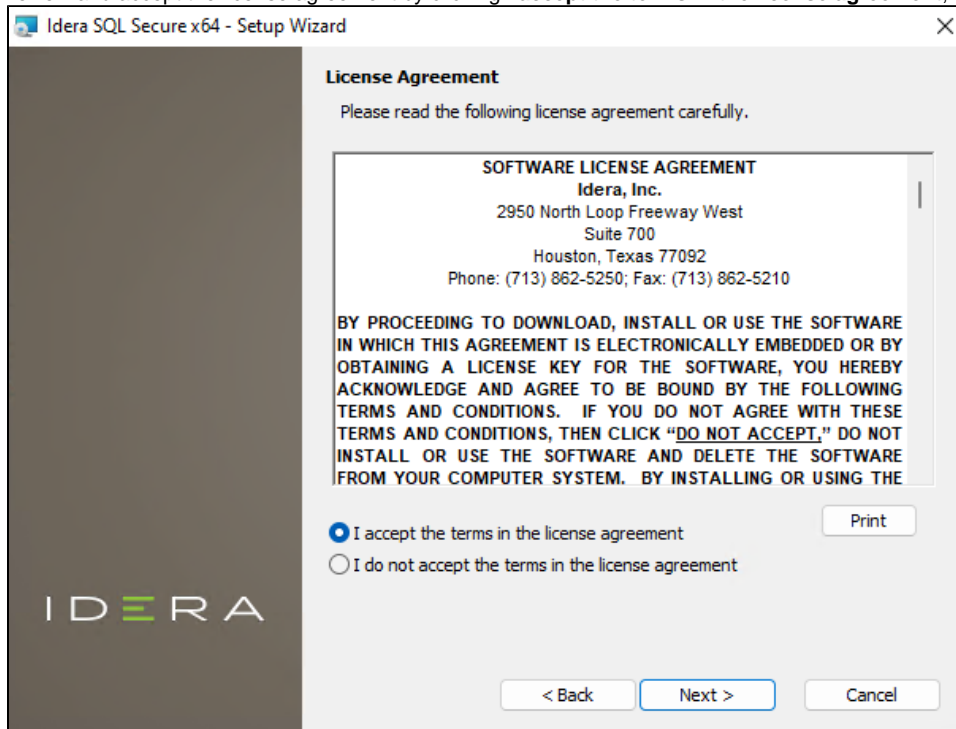 Idera SQL Secure x64 - Setup Wizard
License Agreement
Please read the following license agreement carefully.
SOFTWARE LICENSE AGREEMENT
Idera, Inc.
2950 North Loop Freeway West
Suite 700
Houston, Texas 77092
Phone: (713) 862-5250; Fax: (713) 862-5210
BY PROCEEDING TO DOWNLOAD, INSTALL OR USE THE SOFTWARE
IN WHICH THIS AGREEMENT IS ELECTRONICALLY EMBEDDED OR BY
OBTAINING A LICENSE KEY FOR THE SOFTWARE, YOU HEREBY
ACKNOWLEDGE AND AGREE TO BE BOUND BY THE FOLLOWING
TERMS AND CONDITIONS. IF YOU DO NOT AGREE WITH THESE
TERMS AND CONDITIONS, THEN CLICK “DO NOT ACCEPT,” DO NOT
INSTALL OR USE THE SOFTWARE AND DELETE THE SOFTWARE
FROM YOUR COMPUTER SYSTEM. BY INSTALLING OR USING THE
Print
I accept the terms in the license agreement
I do not accept the terms in the license agreement
IDERA
< Back
Next >
Cancel